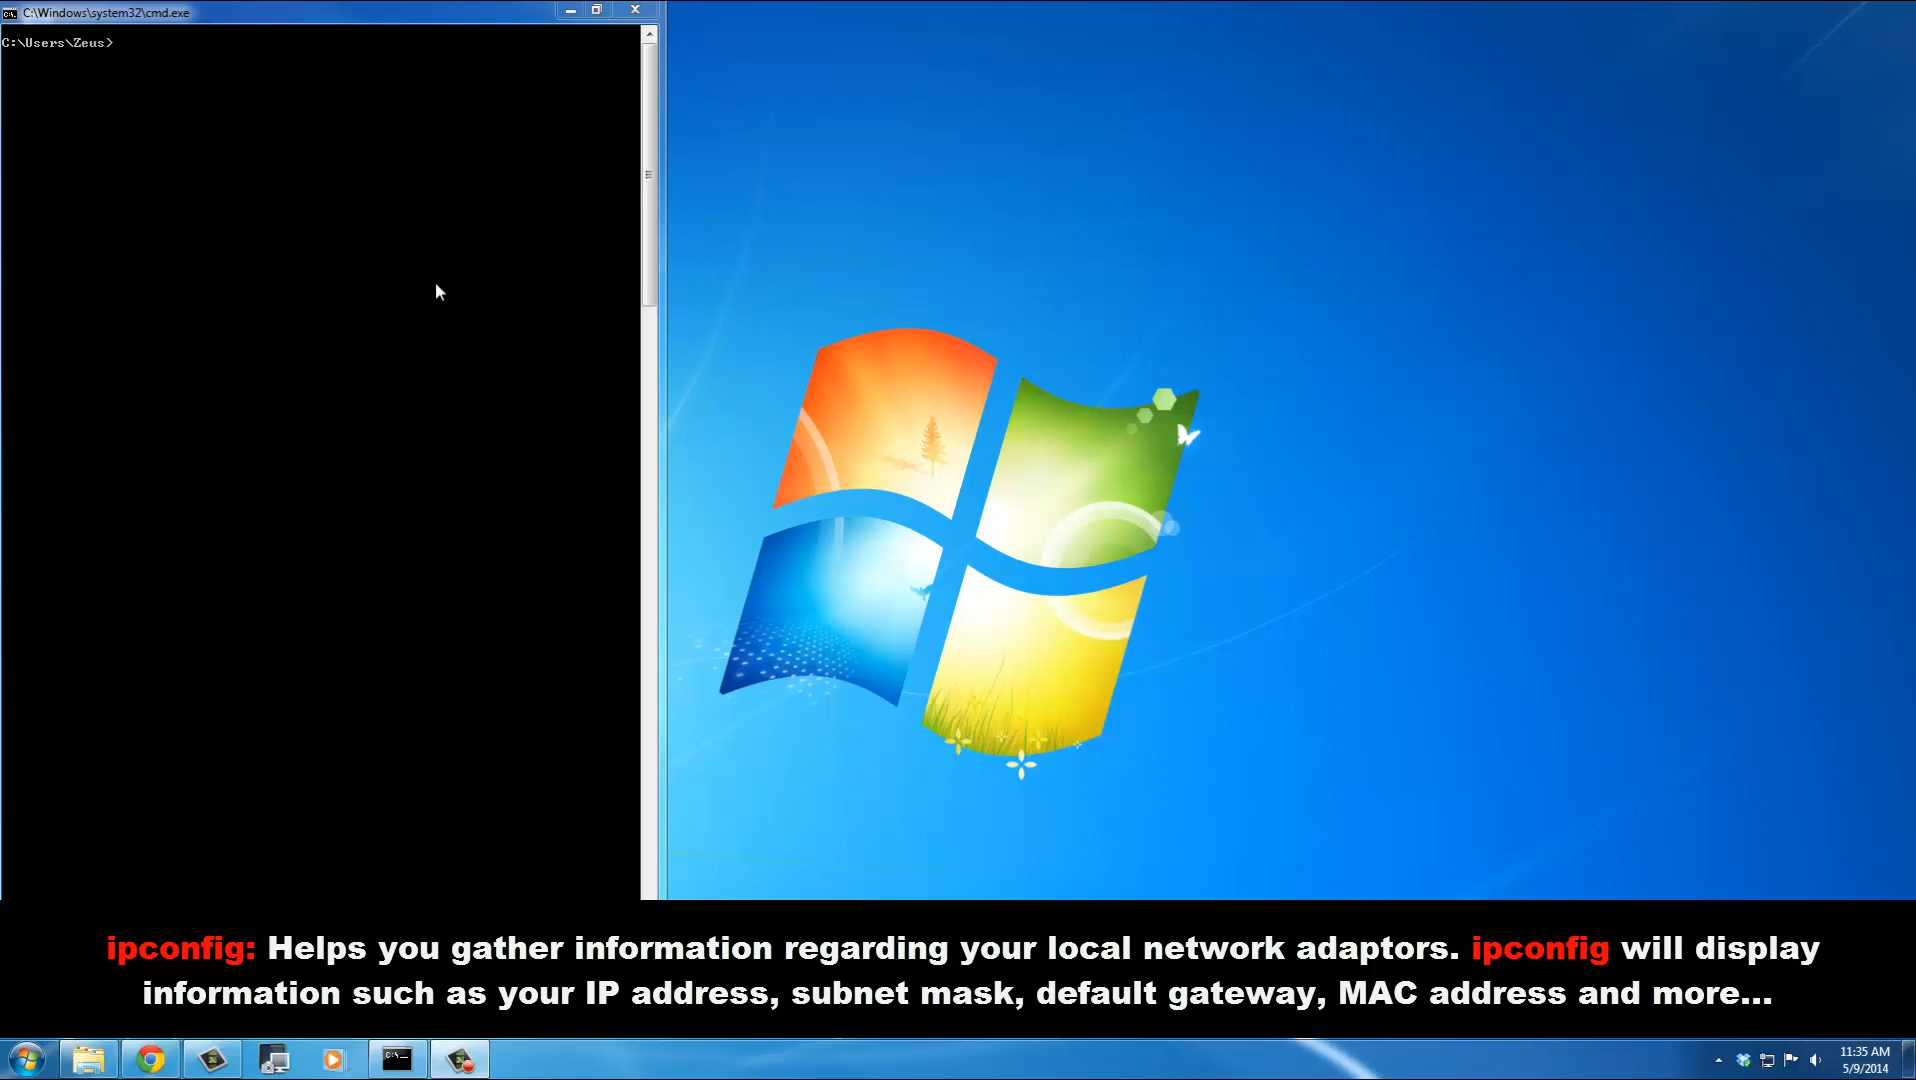 C:\Windows\system32\cmd.exe
C:\Users\Zeus>
ipconfig: Helps you gather information regarding your local network adaptors. ipconfig will display
information such as your IP address, subnet mask, default gateway, MAC address and more...
C:\_
11:35 AM
5/9/2014